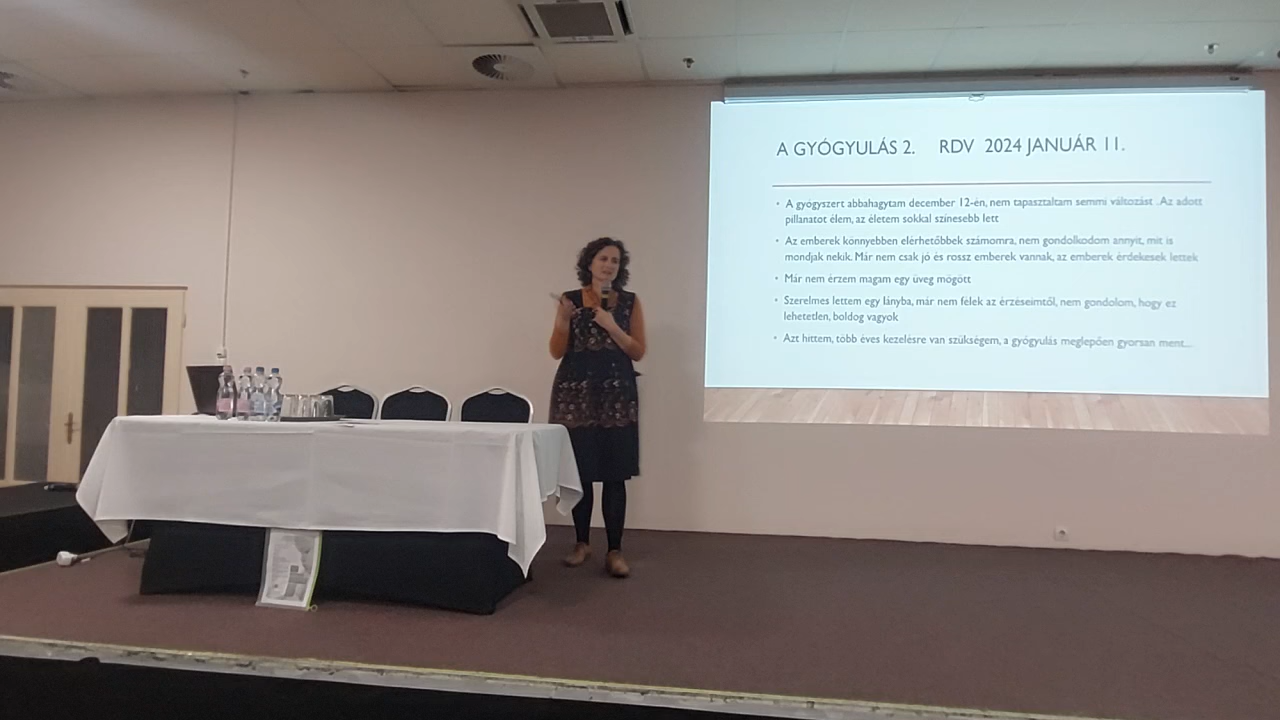 A GYÓGYULÁS 2. RDV 2024 JANUÁR 11.
• A gyógyszert abbahagytam december 12-én, nem tapasztaltam semmi változást .Az adott
pillanatot élem, az életem sokkal színesebb lett
• Az emberek könnyebben elérhetőbbek számomra, nem gondolkodom annyit, mit is
mondjak nekik. Már nem csak jó és rossz emberek vannak, az emberek érdekesek lettek
• Már nem érzem magam egy üveg mögött
• Szerelmes lettem egy lányba, már nem félek az érzéseimtől, nem gondolom, hogy ez
lehetetlen, boldog vagyok
• Azt hittem, több éves kezelésre van szükségem, a gyógyulás meglepően gyorsan ment...